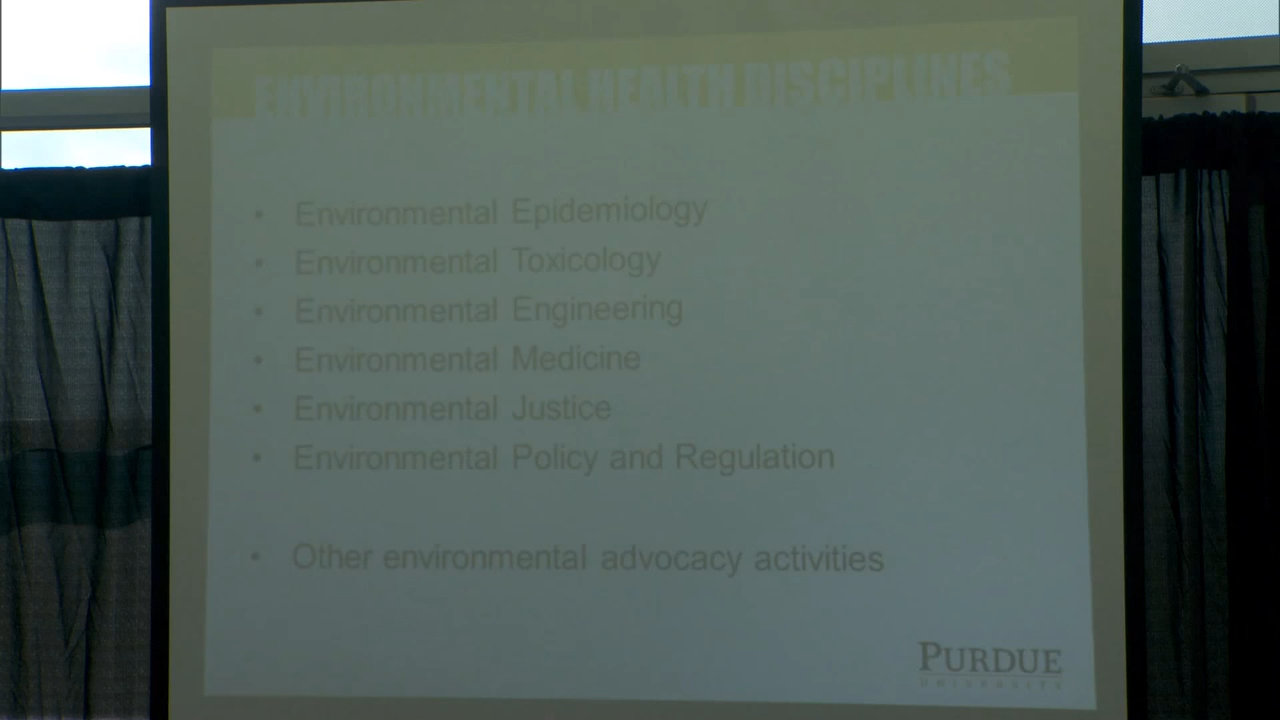 ENVIRONMENTAL HEALTH DISCIPLINES
• Environmental Epidemiology
• Environmental Toxicology
• Environmental Engineering
• Environmental Medicine
• Environmental Justice
• Environmental Policy and Regulation
• Other environmental advocacy activities
PURDUE
UNIVERSITY